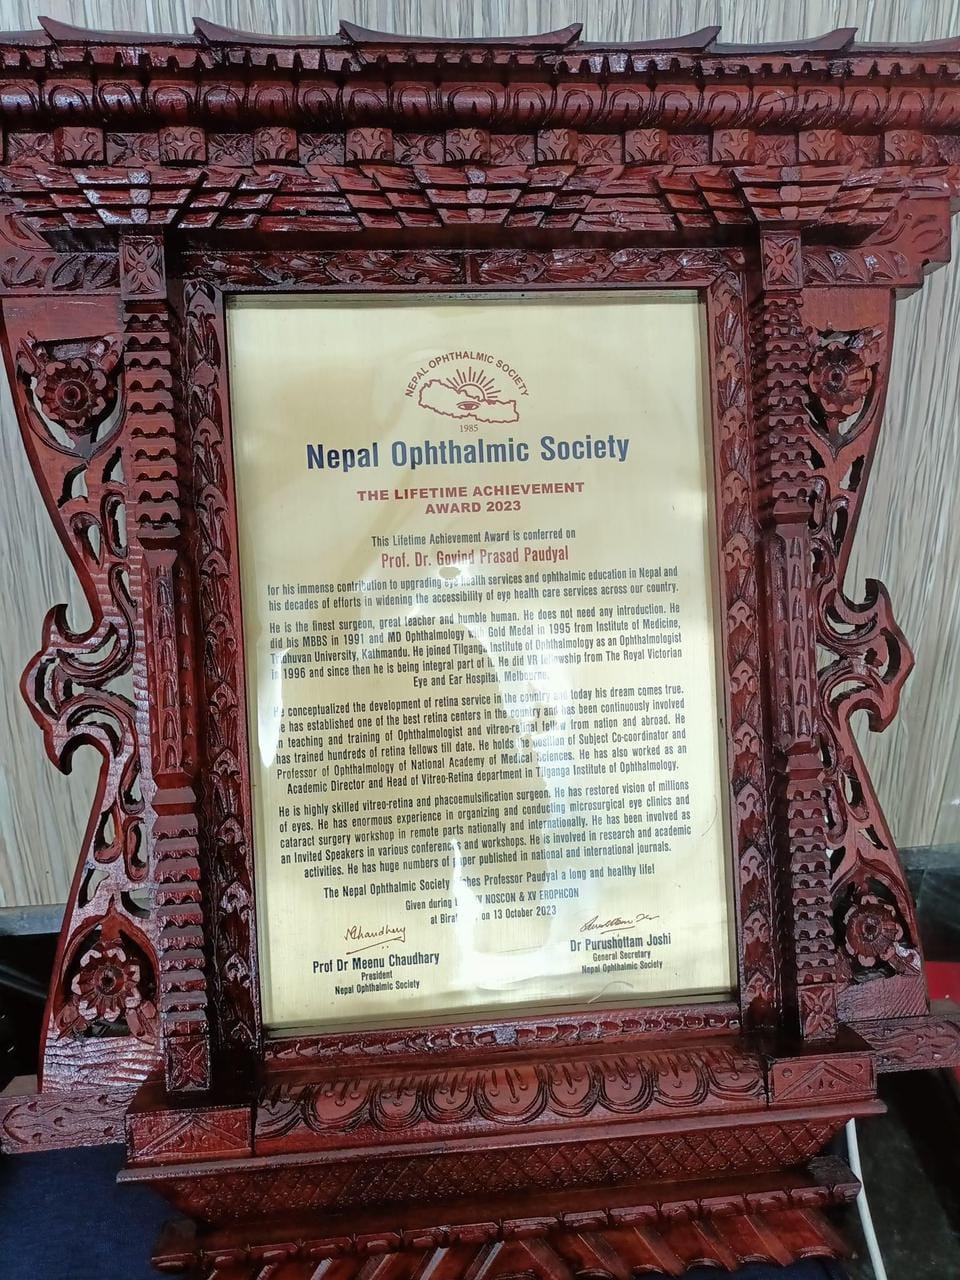 NEPAL OPHTHALMIC SOCIETY
1985
Nepal Ophthalmic Society
THE LIFETIME ACHIEVEMENT
AWARD 2023
This Lifetime Achievement Award is conferred on
Prof. Dr. Govind Prasad Paudyal
for his immense contribution to upgrading eye health services and ophthalmic education in Nepal and
his decades of efforts in widening the accessibility of eye health care services across our country.
He is the finest surgeon, great teacher and humble human. He does not need any introduction. He
did his MBBS in 1991 and MD Ophthalmology with Gold Medal in 1995 from Institute of Medicine,
Tribhuvan University, Kathmandu. He joined Tilganga Institute of Ophthalmology as an Ophthalmologist
in 1996 and since then he is being integral part of it. He did VR fellowship from The Royal Victorian
Eye and Ear Hospital, Melbourne.
He conceptualized the development of retina service in the country and today his dream comes true.
He has established one of the best retina centers in the country and has been continuously involved
in teaching and training of Ophthalmologist and vitreo-retinal fellow from nation and abroad. He
has trained hundreds of retina fellows till date. He holds the position of Subject Co-coordinator and
Professor of Ophthalmology of National Academy of Medical Sciences. He has also worked as an
Academic Director and Head of Vitreo-Retina department in Tilganga Institute of Ophthalmology.
He is highly skilled vitreo-retina and phacoemulsification surgeon. He has restored vision of millions
of eyes. He has enormous experience in organizing and conducting microsurgical eye clinics and
cataract surgery workshop in remote parts nationally and internationally. He has been involved as
an Invited Speakers in various conferences and workshops. He is involved in research and academic
activities. He has huge numbers of paper published in national and international journals.
The Nepal Ophthalmic Society wishes Professor Paudyal a long and healthy life!
Given during NOSCON & XV EROPHCON
at on 13 October 2023
MChaudhary
Prof Dr Meenu Chaudhary
President
Nepal Ophthalmic Society
Dr Purushottam Joshi
General Secretary
Nepal Ophthalmic Society